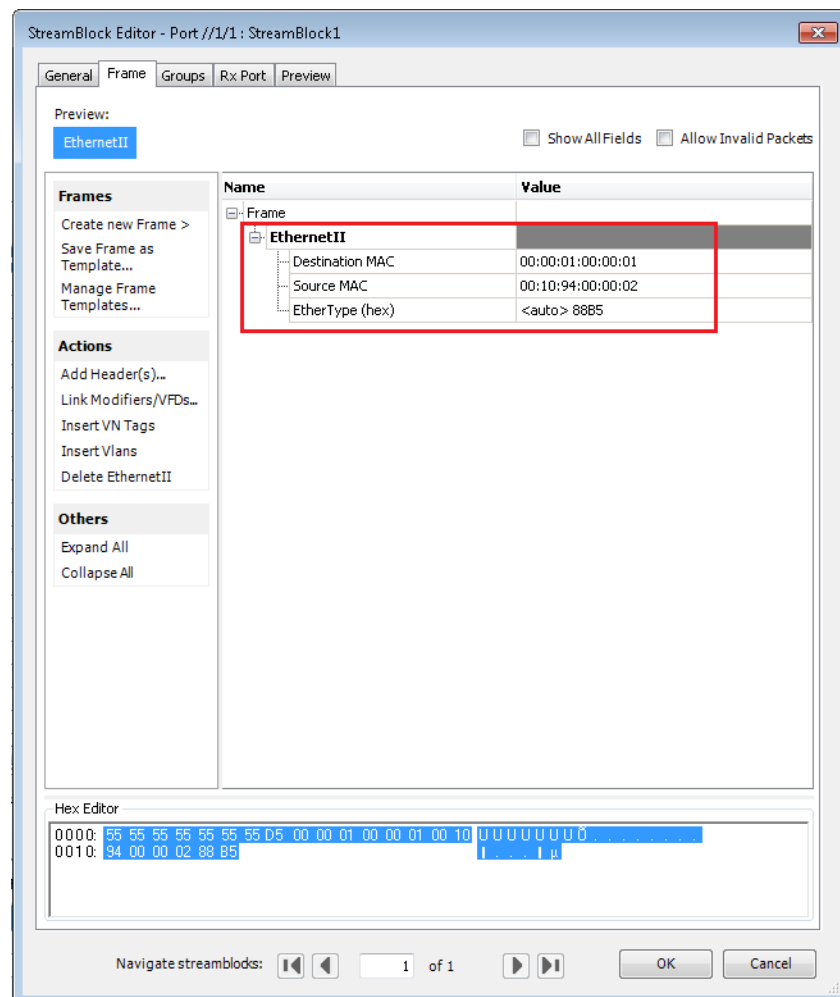 StreamBlock Editor - Port //1/1 : StreamBlock1
General Frame Groups Rx Port Preview
Preview:
EthernetII
Show All Fields Allow Invalid Packets
Frames
Create new Frame >
Save Frame as
Template...
Manage Frame
Templates...
Actions
Add Header(s)...
Link Modifiers/VFDs...
Insert VN Tags
Insert Vlans
Delete EthernetII
Others
Expand All
Collapse All
Name Value
Frame
EthernetII
Destination MAC 00:00:01:00:00:01
Source MAC 00:10:94:00:00:02
EtherType (hex) <auto> 88B5
Hex Editor
0000: 55 55 55 55 55 55 55 D5 00 00 01 00 00 01 00 10 U U U U U U U Õ . . . . . . . .
0010: 94 00 00 02 88 B5 | . . . | µ
Navigate streamblocks: 1 of 1
OK Cancel